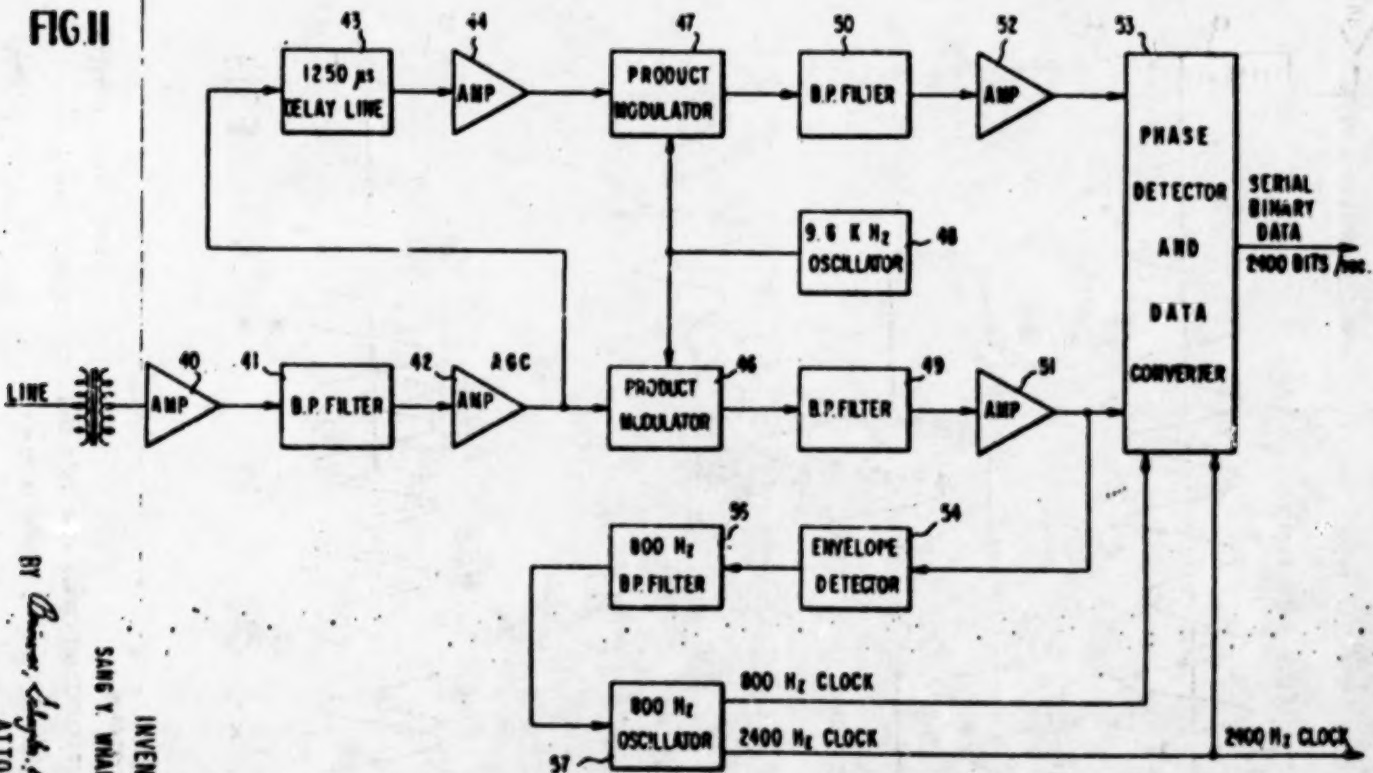 FIG.11
43
44
47
50
52
53
1250 µs
DELAY LINE
AMP
PRODUCT
MODULATOR
B.P. FILTER
AMP
PHASE
DETECTOR
AND
DATA
CONVERTER
SERIAL
BINARY
DATA
2400 BITS/sec.
9.6 K Hz
OSCILLATOR
48
LINE
40
AMP
41
B.P. FILTER
42
AGC
AMP
46
PRODUCT
MODULATOR
49
B.P. FILTER
51
AMP
55
800 Hz
B.P. FILTER
54
ENVELOPE
DETECTOR
800 Hz
OSCILLATOR
57
800 Hz CLOCK
2400 Hz CLOCK
2400 Hz CLOCK
INVEN
SANG Y. WHA
BY
ATTO